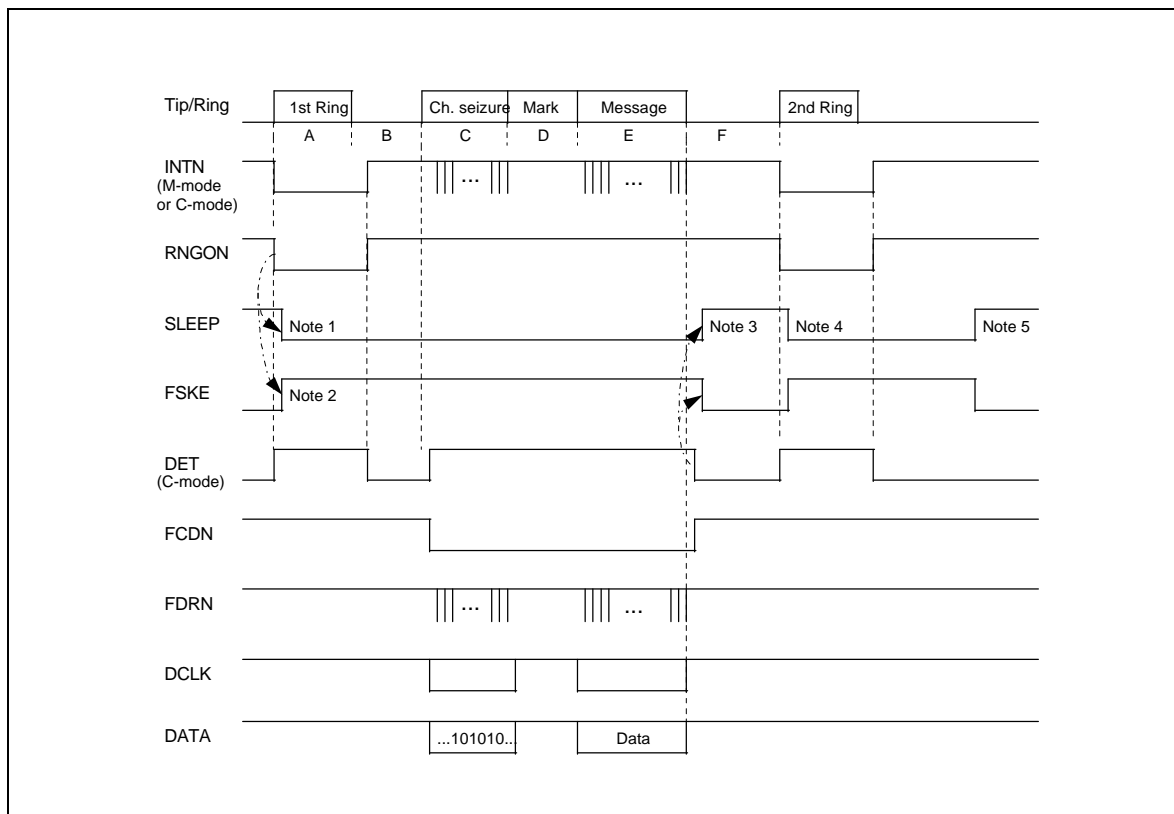 Tip/Ring 1st Ring Ch. seizure Mark Message 2nd Ring
A B C D E F
INTN
(M-mode
or C-mode)
... ...
RNGON
SLEEP Note 1 Note 3 Note 4 Note 5
FSKE Note 2
DET
(C-mode)
FCDN
FDRN ... ...
DCLK
DATA ...101010... Data